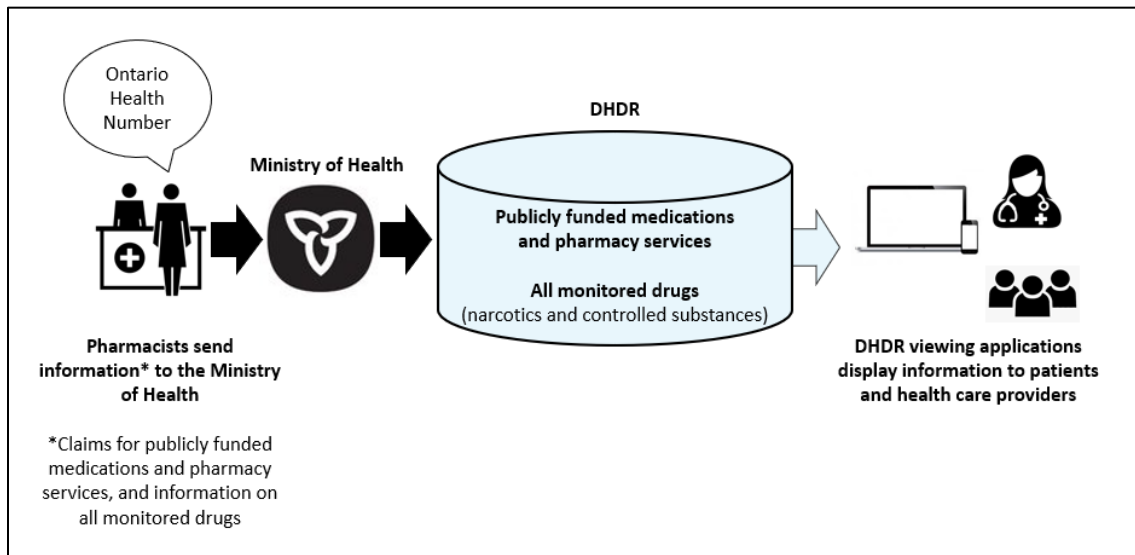 Ontario
Health
Number
Ministry of Health
Pharmacists send
information* to the Ministry
of Health
*Claims for publicly funded
medications and pharmacy
services, and information on
all monitored drugs
DHDR
Publicly funded medications
and pharmacy services
All monitored drugs
(narcotics and controlled substances)
DHDR viewing applications
display information to patients
and health care providers